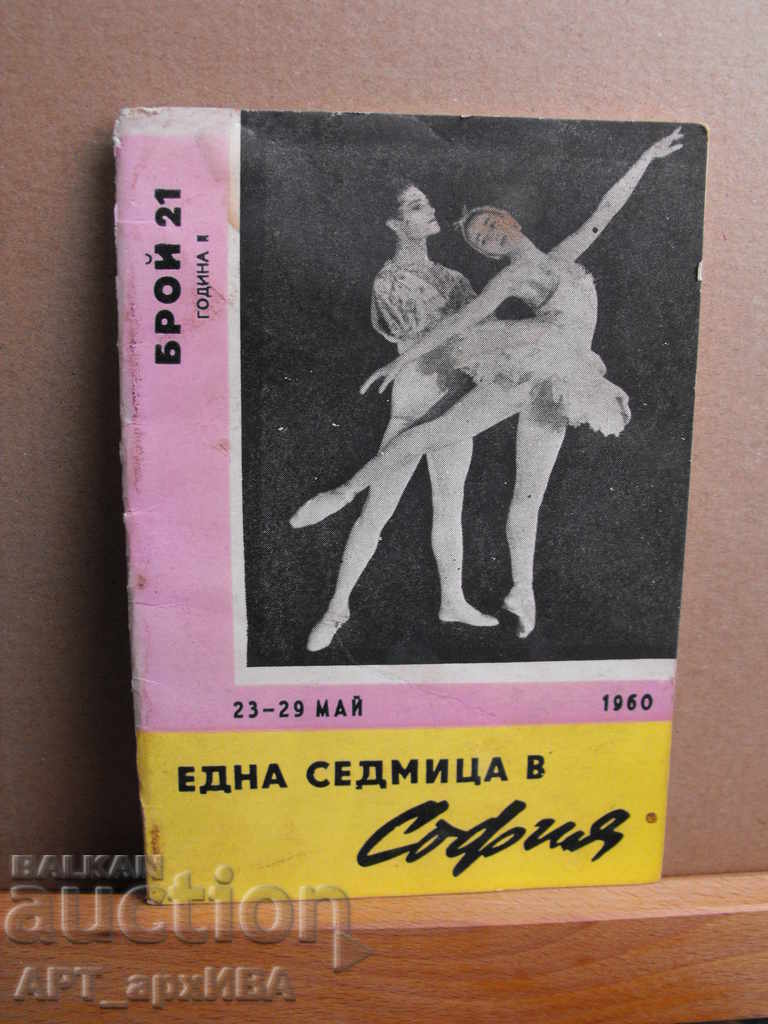 БРОЙ 21
ГОДИНА
23-29 МАЙ 1960
ЕДНА СЕДМИЦА В
София
BALKAN
auction
АРТ_архИВА